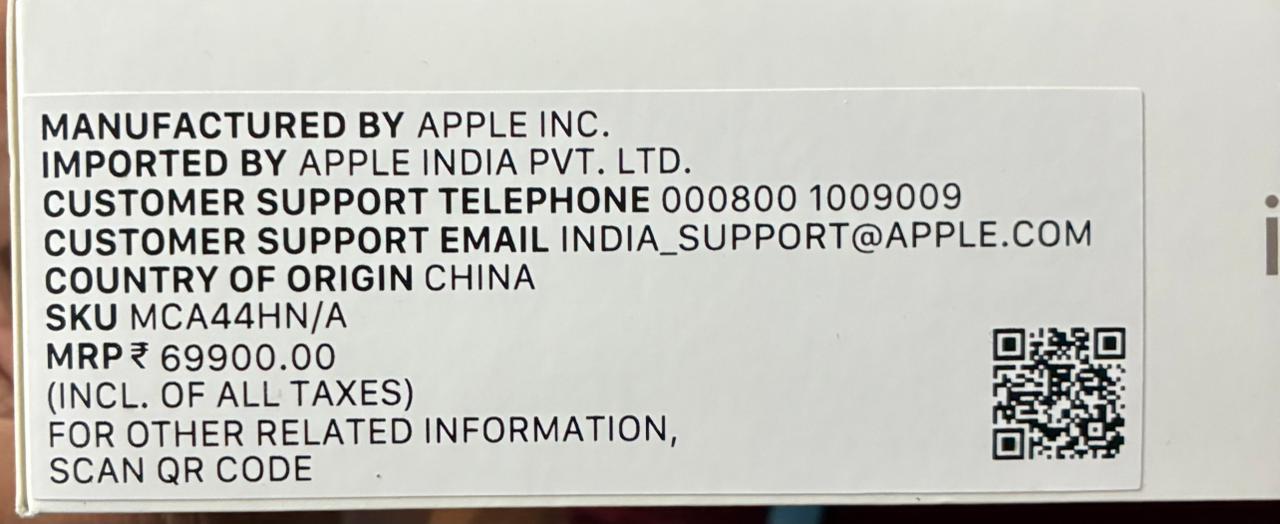 MANUFACTURED BY APPLE INC.
IMPORTED BY APPLE INDIA PVT. LTD.
CUSTOMER SUPPORT TELEPHONE 000800 1009009
CUSTOMER SUPPORT EMAIL INDIA_SUPPORT@APPLE.COM
COUNTRY OF ORIGIN CHINA
SKU MCA44HN/A
MRP ₹ 69900.00
(INCL. OF ALL TAXES)
FOR OTHER RELATED INFORMATION,
SCAN QR CODE